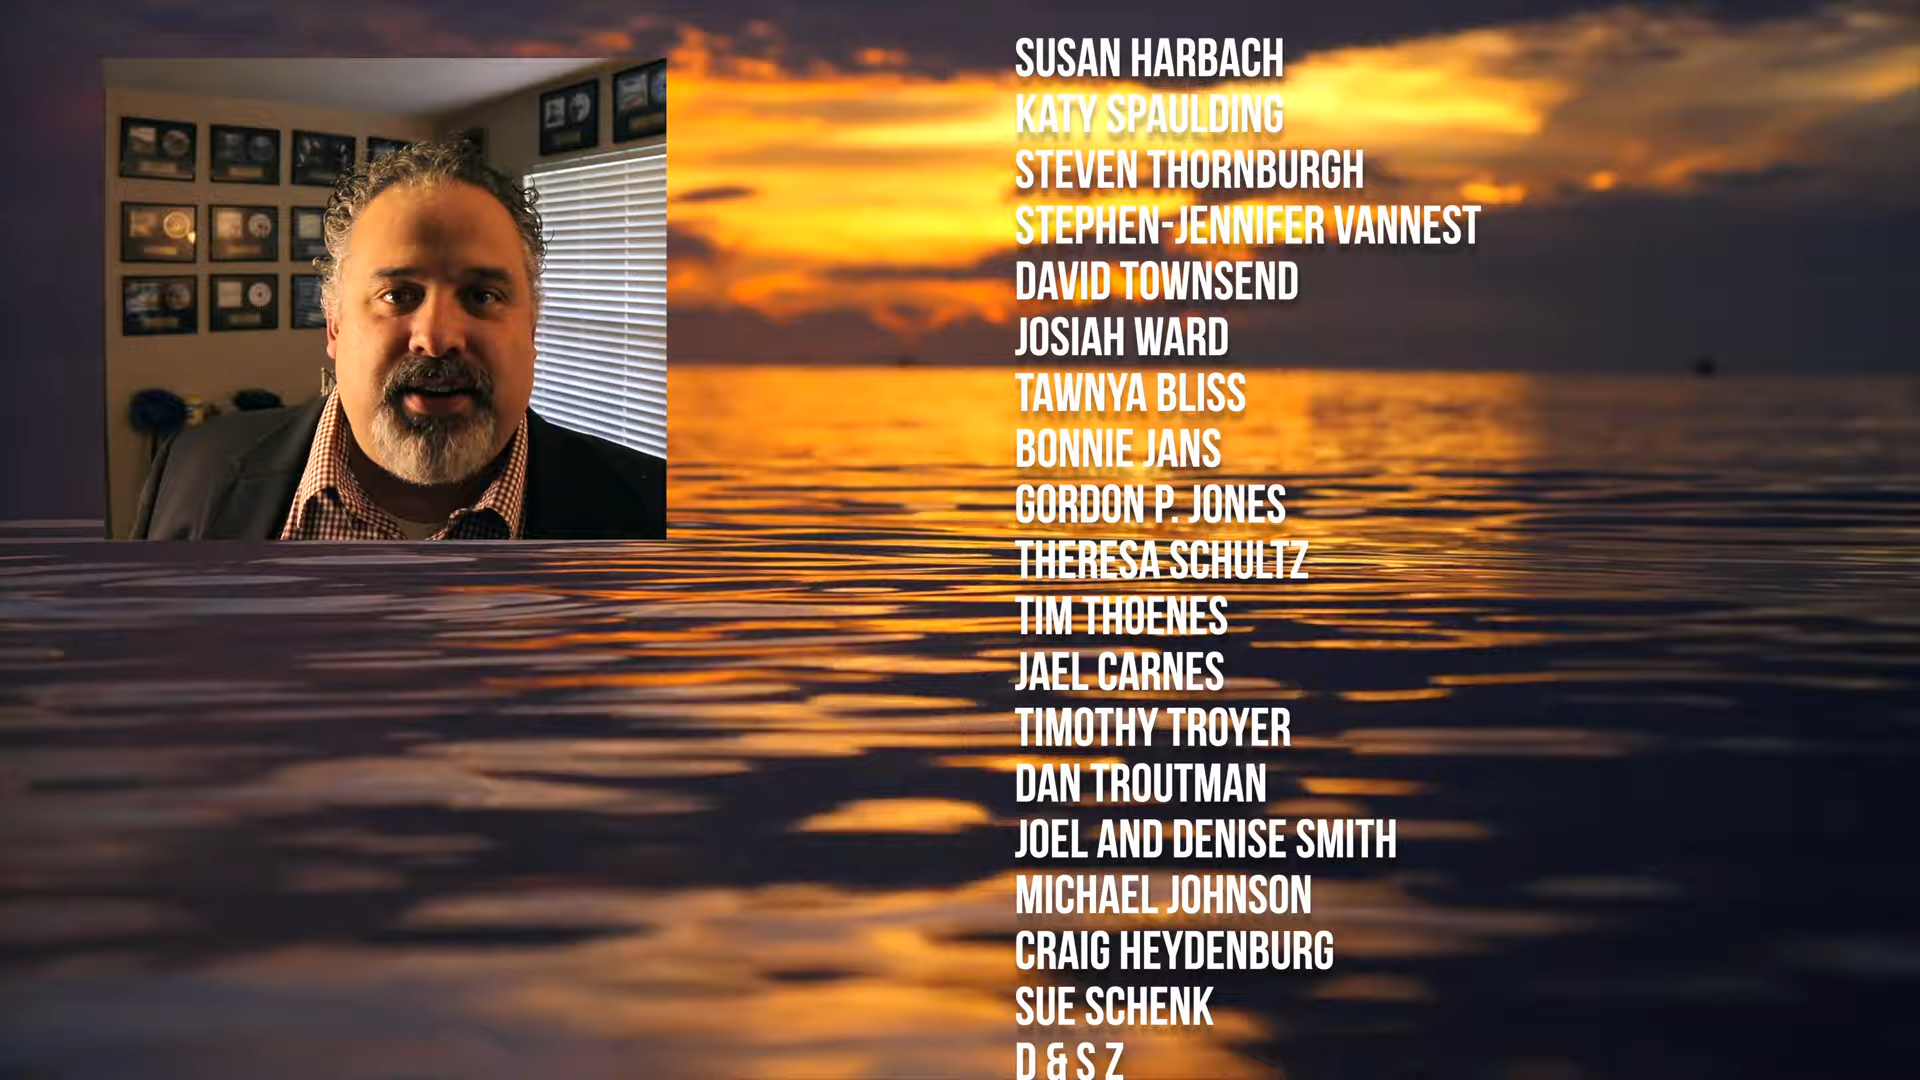 SUSAN HARBACH
KATY SPAULDING
STEVEN THORNBURGH
STEPHEN-JENNIFER VANNEST
DAVID TOWNSEND
JOSIAH WARD
TAWNYA BLISS
BONNIE JANS
GORDON P. JONES
THERESA SCHULTZ
TIM THOENES
JAEL CARNES
TIMOTHY TROYER
DAN TROUTMAN
JOEL AND DENISE SMITH
MICHAEL JOHNSON
CRAIG HEYDENBURG
SUE SCHENK
D & S Z